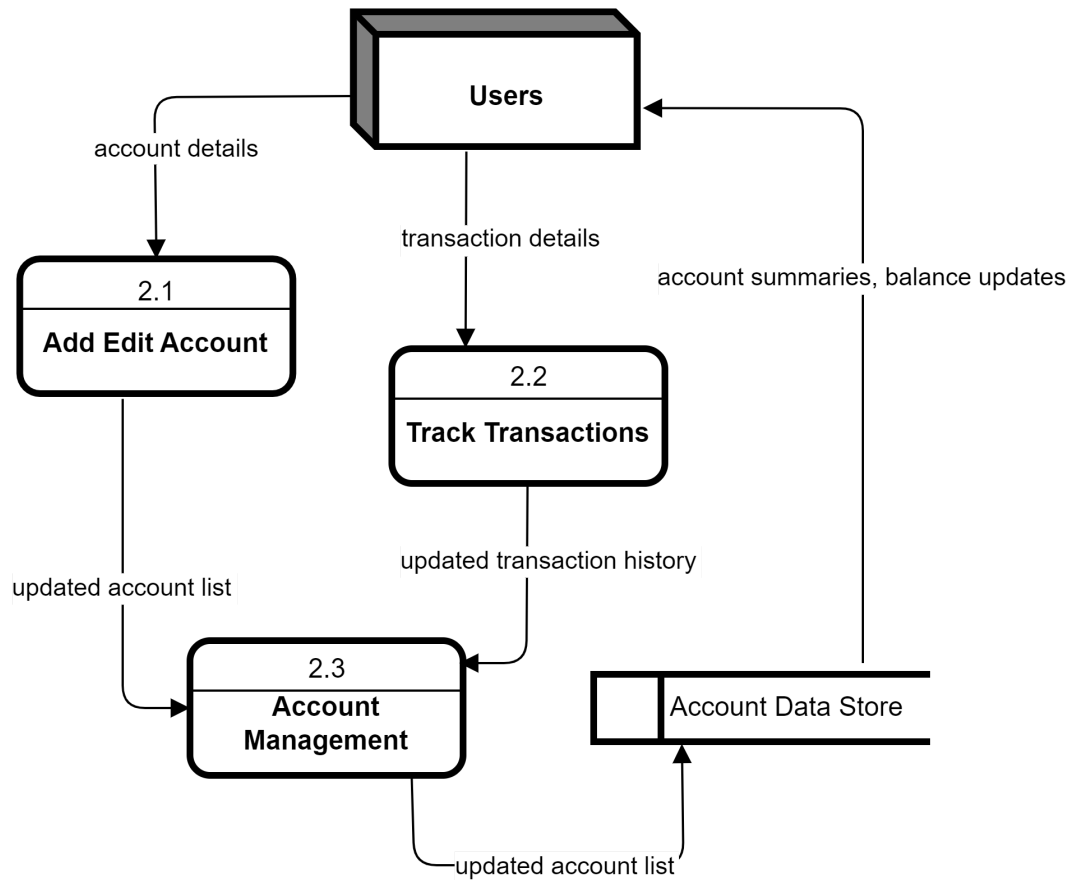 Users
account details
transaction details
account summaries, balance updates
2.1
Add Edit Account
2.2
Track Transactions
updated transaction history
updated account list
2.3
Account
Management
Account Data Store
updated account list